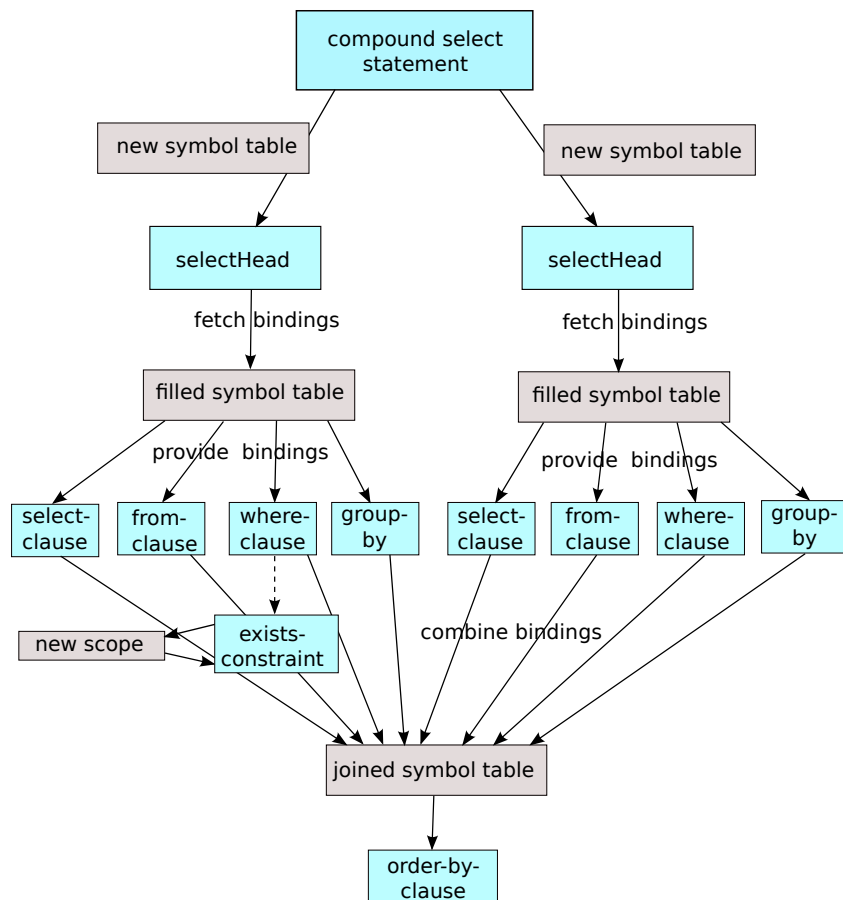 compound select
statement
new symbol table
new symbol table
selectHead
selectHead
fetch bindings
fetch bindings
filled symbol table
filled symbol table
provide bindings
provide bindings
select-
clause
from-
clause
where-
clause
group-
by
select-
clause
from-
clause
where-
clause
group-
by
new scope
exists-
constraint
combine bindings
joined symbol table
order-by-
clause